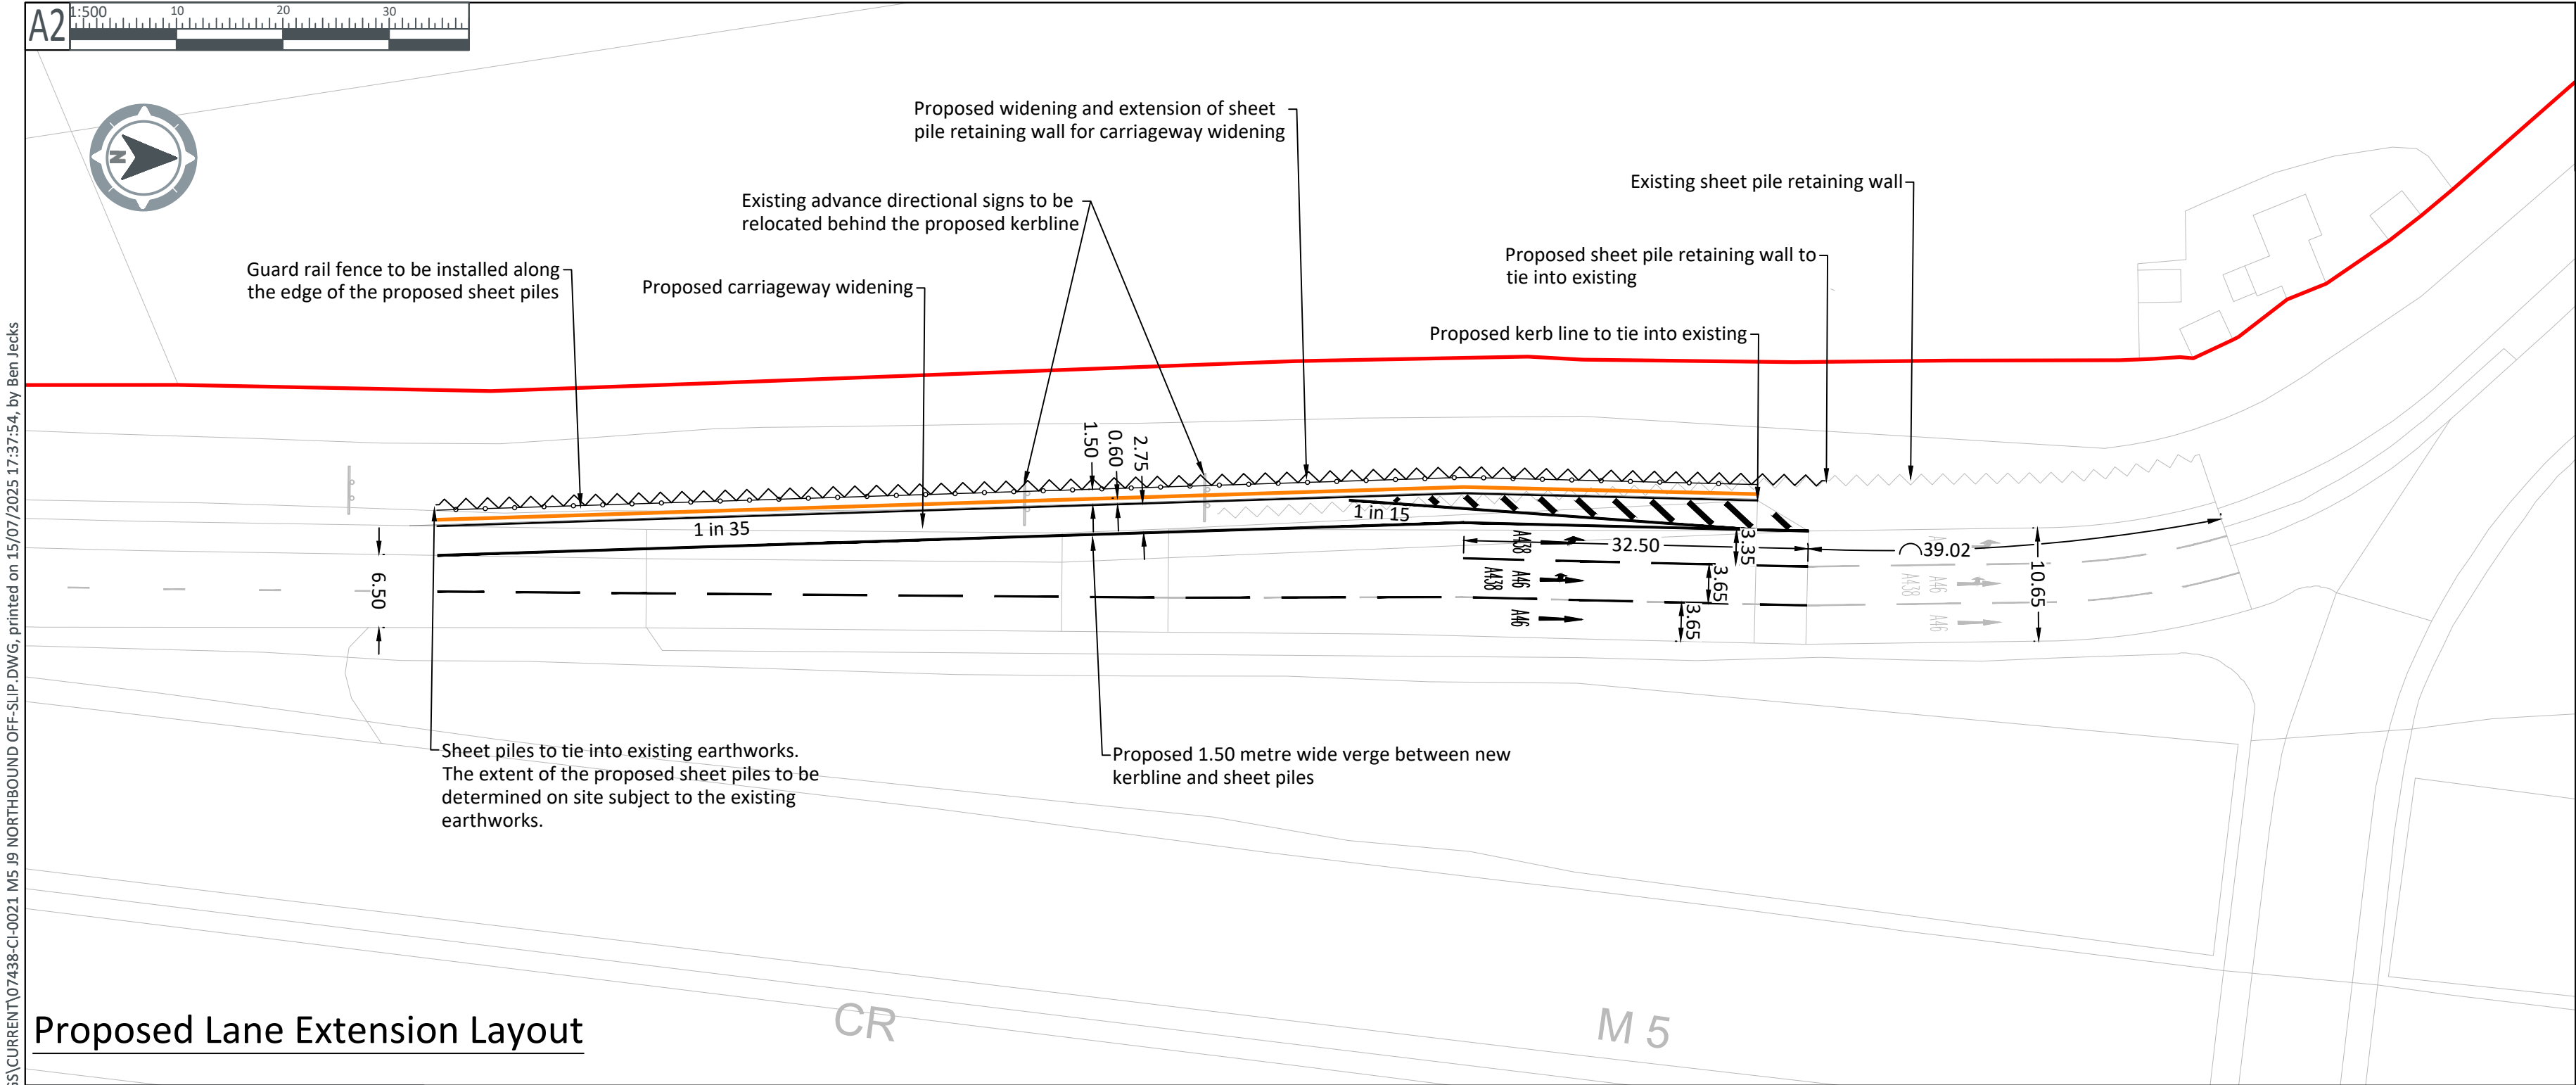 A2
1:500
10
20
30
N
Proposed widening and extension of sheet
pile retaining wall for carriageway widening
Existing advance directional signs to be
relocated behind the proposed kerbline
Existing sheet pile retaining wall
Guard rail fence to be installed along
the edge of the proposed sheet piles
Proposed carriageway widening
Proposed sheet pile retaining wall to
tie into existing
Proposed kerb line to tie into existing
1.50
0.60
2.75
1 in 35
1 in 15
6.50
A438
32.50
3.35
39.02
A438
A46
3.65
A46
3.65
10.65
A438
A46
A46
Sheet piles to tie into existing earthworks.
The extent of the proposed sheet piles to be
determined on site subject to the existing
earthworks.
Proposed 1.50 metre wide verge between new
kerbline and sheet piles
Proposed Lane Extension Layout
CR
M 5
GS\CURRENT\07438-CI-0021 M5 J9 NORTHBOUND OFF-SLIP.DWG, printed on 15/07/2025 17:37:54, by Ben Jecks